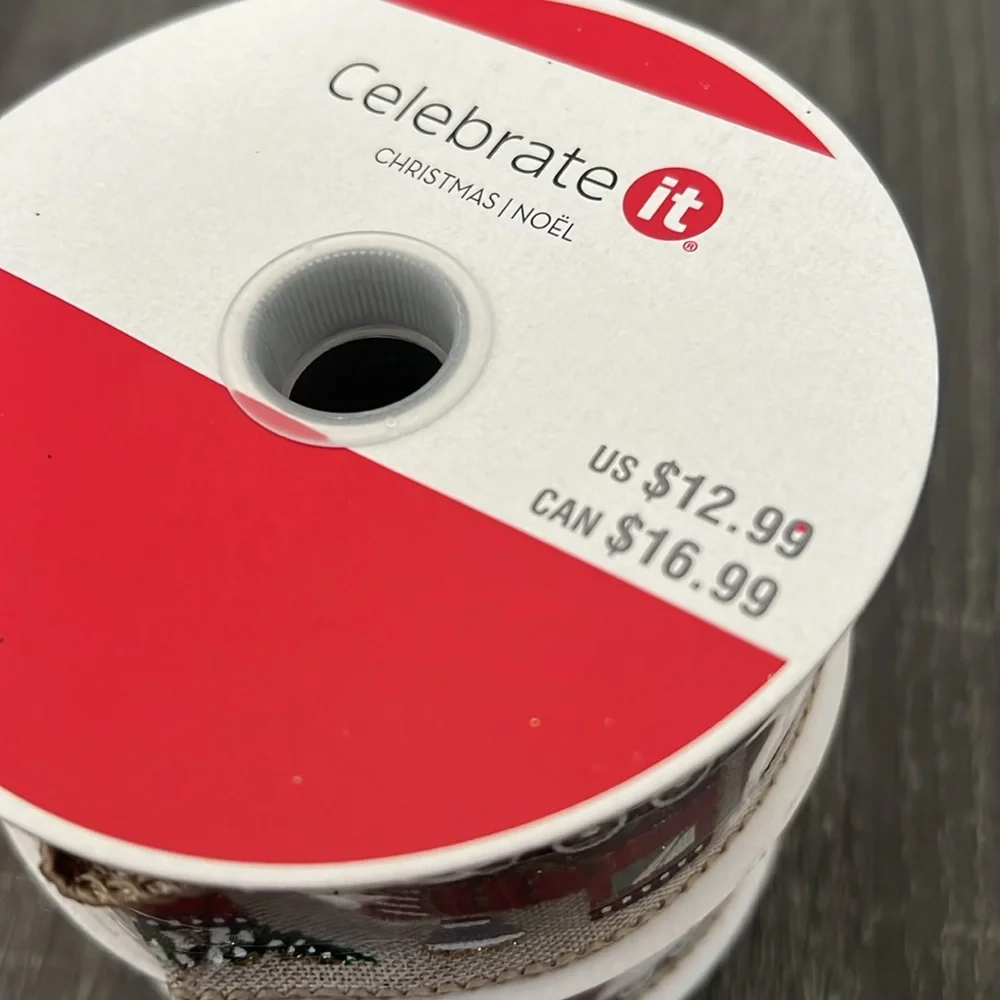 Celebrate it®
CHRISTMAS | NOËL
US $12.99
CAN $16.99